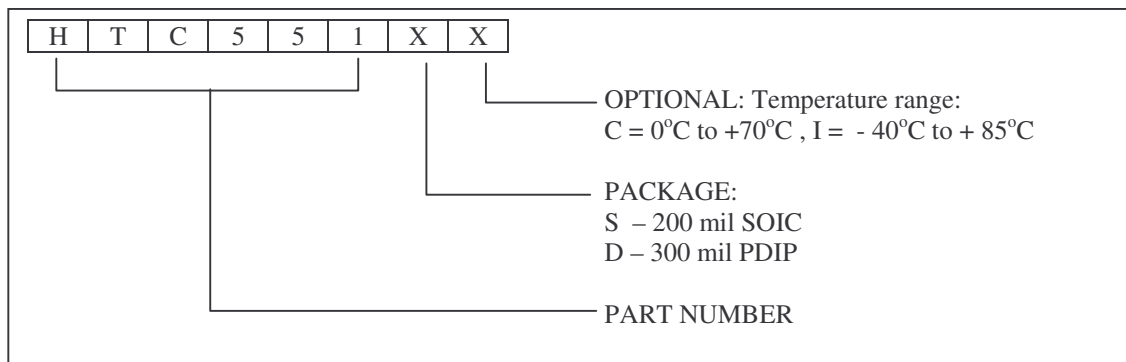 H T C 5 5 1 X X
OPTIONAL: Temperature range:
C = 0°C to +70°C , I = - 40°C to + 85°C
PACKAGE:
S – 200 mil SOIC
D – 300 mil PDIP
PART NUMBER